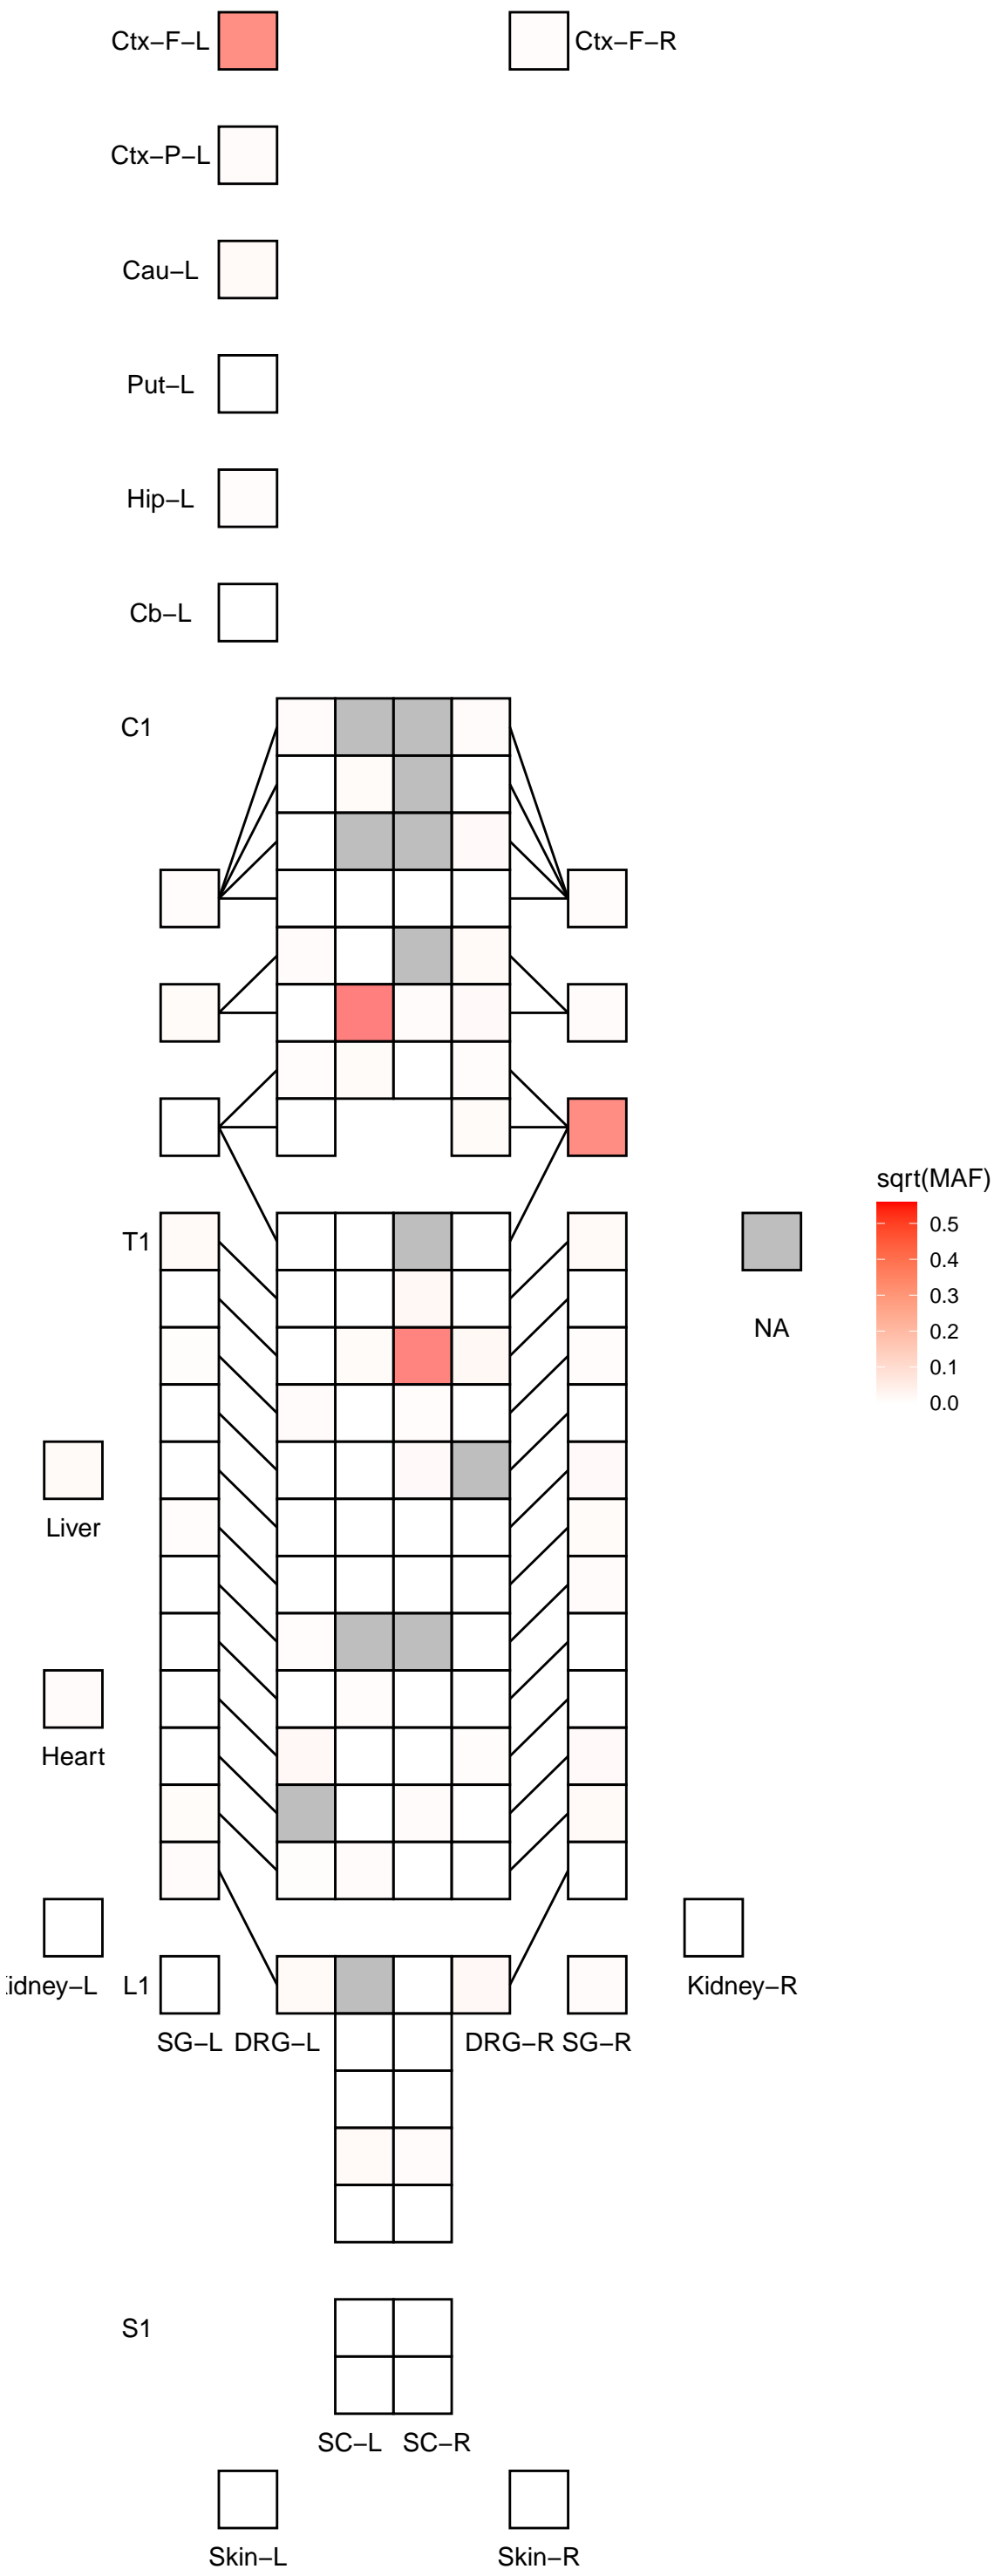 Ctx–F–L
Ctx–F–R
Ctx–P–L
Cau–L
Put–L
Hip–L
Cb–L
C1
sqrt(MAF)
T1
0.5
0.4
0.3
NA
0.2
0.1
0.0
Liver
Heart
idney–L
L1
Kidney–R
SG–L
DRG–L
DRG–R
SG–R
S1
SC–L
SC–R
Skin–L
Skin–R